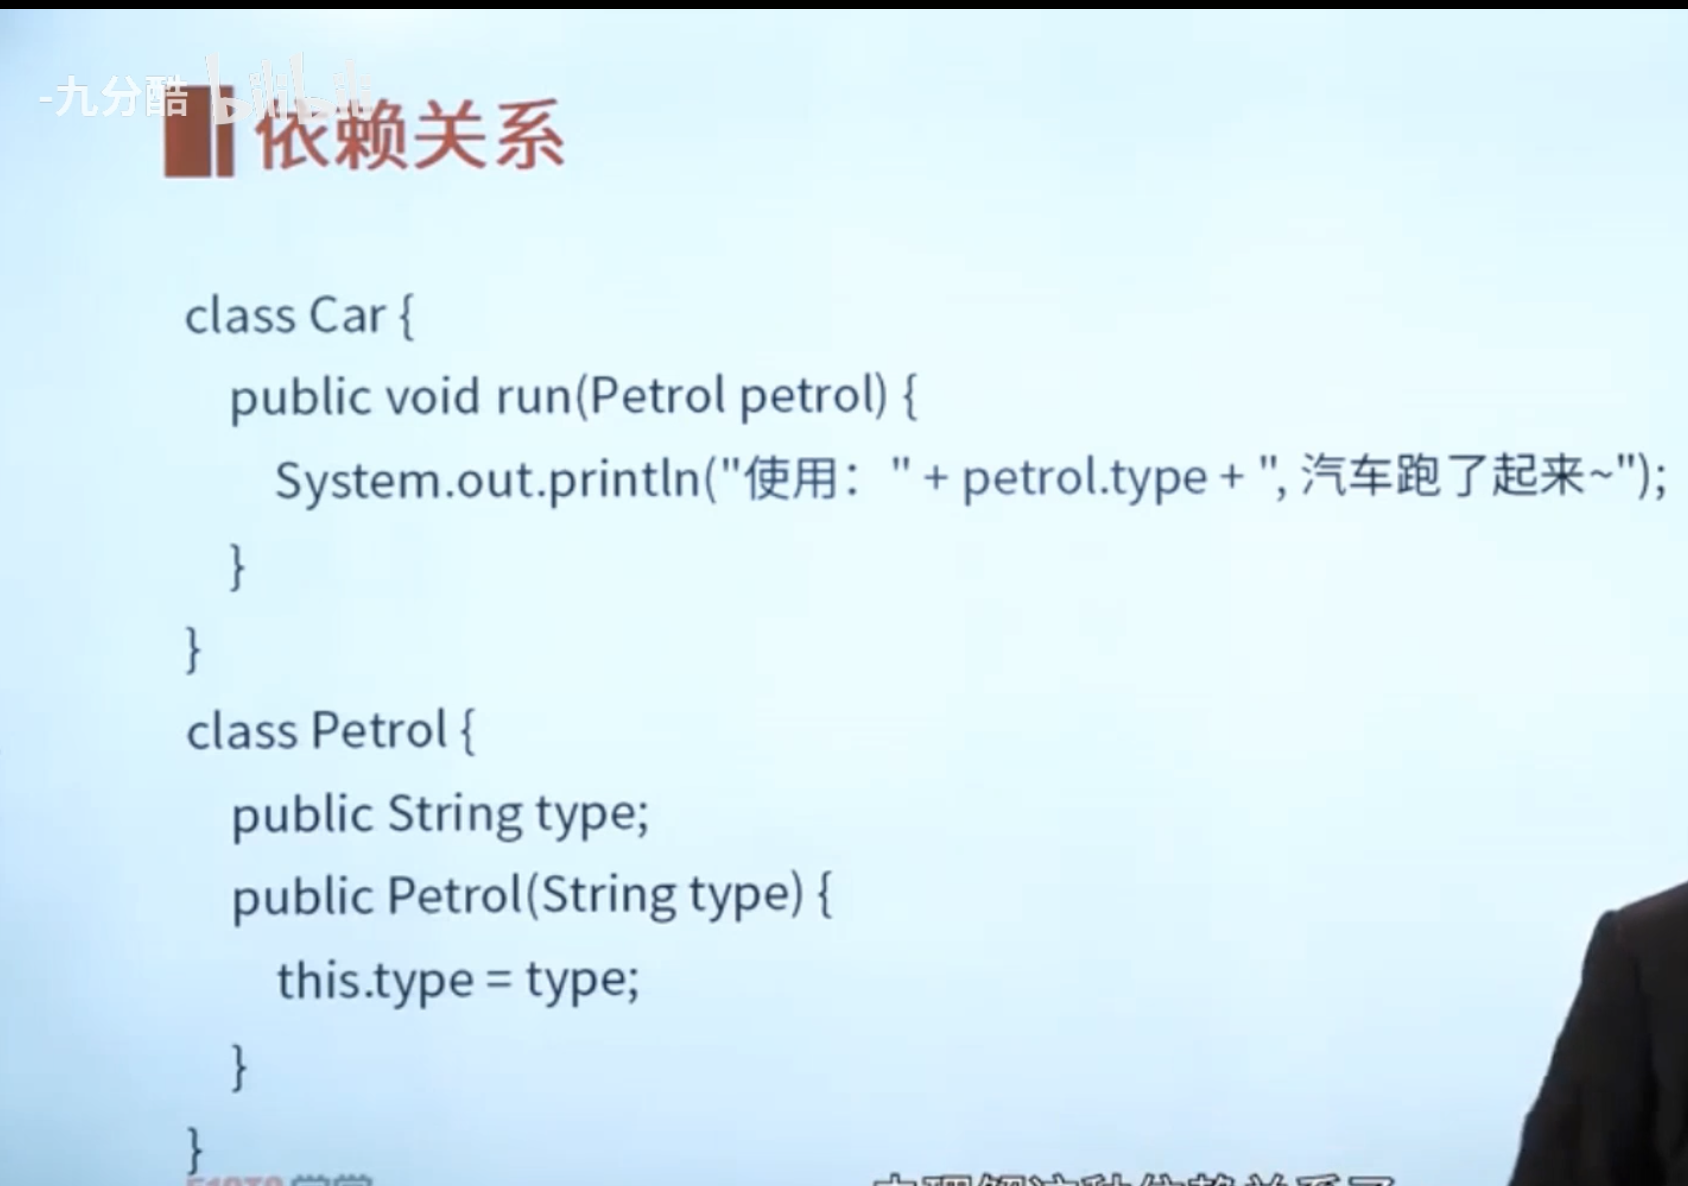 -九分酷 bilibili
依赖关系
class Car {
public void run(Petrol petrol) {
System.out.println("使用：" + petrol.type + ", 汽车跑了起来~");
}
}
class Petrol {
public String type;
public Petrol(String type) {
this.type = type;
}
}